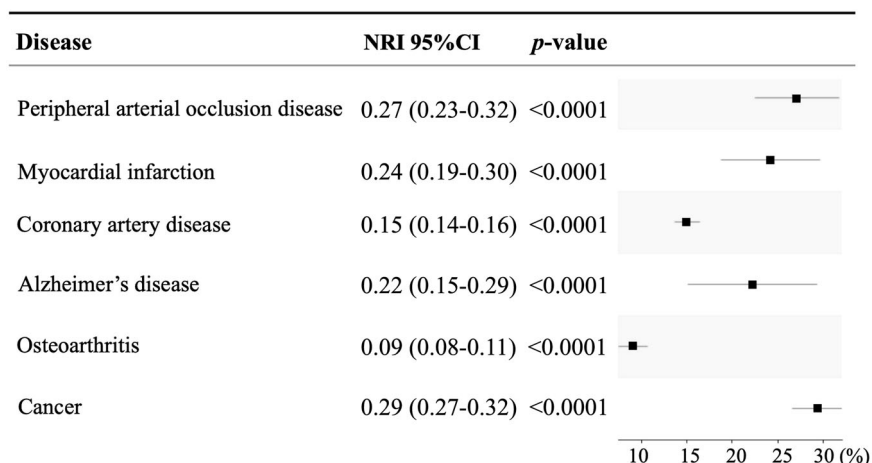 Disease NRI 95%CI p-value
Peripheral arterial occlusion disease 0.27 (0.23-0.32) <0.0001
Myocardial infarction 0.24 (0.19-0.30) <0.0001
Coronary artery disease 0.15 (0.14-0.16) <0.0001
Alzheimer’s disease 0.22 (0.15-0.29) <0.0001
Osteoarthritis 0.09 (0.08-0.11) <0.0001
Cancer 0.29 (0.27-0.32) <0.0001
10 15 20 25 30 (%)